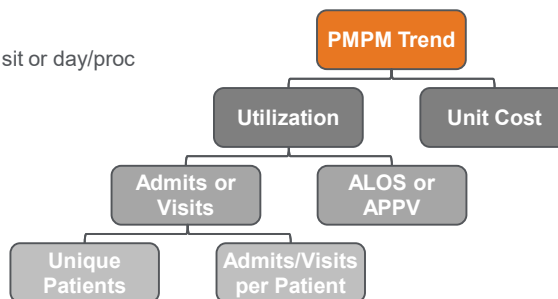 PMPM Trend
sit or day/proc
Utilization
Unit Cost
Admits or
Visits
ALOS or
APPV
Unique
Patients
Admits/Visits
per Patient